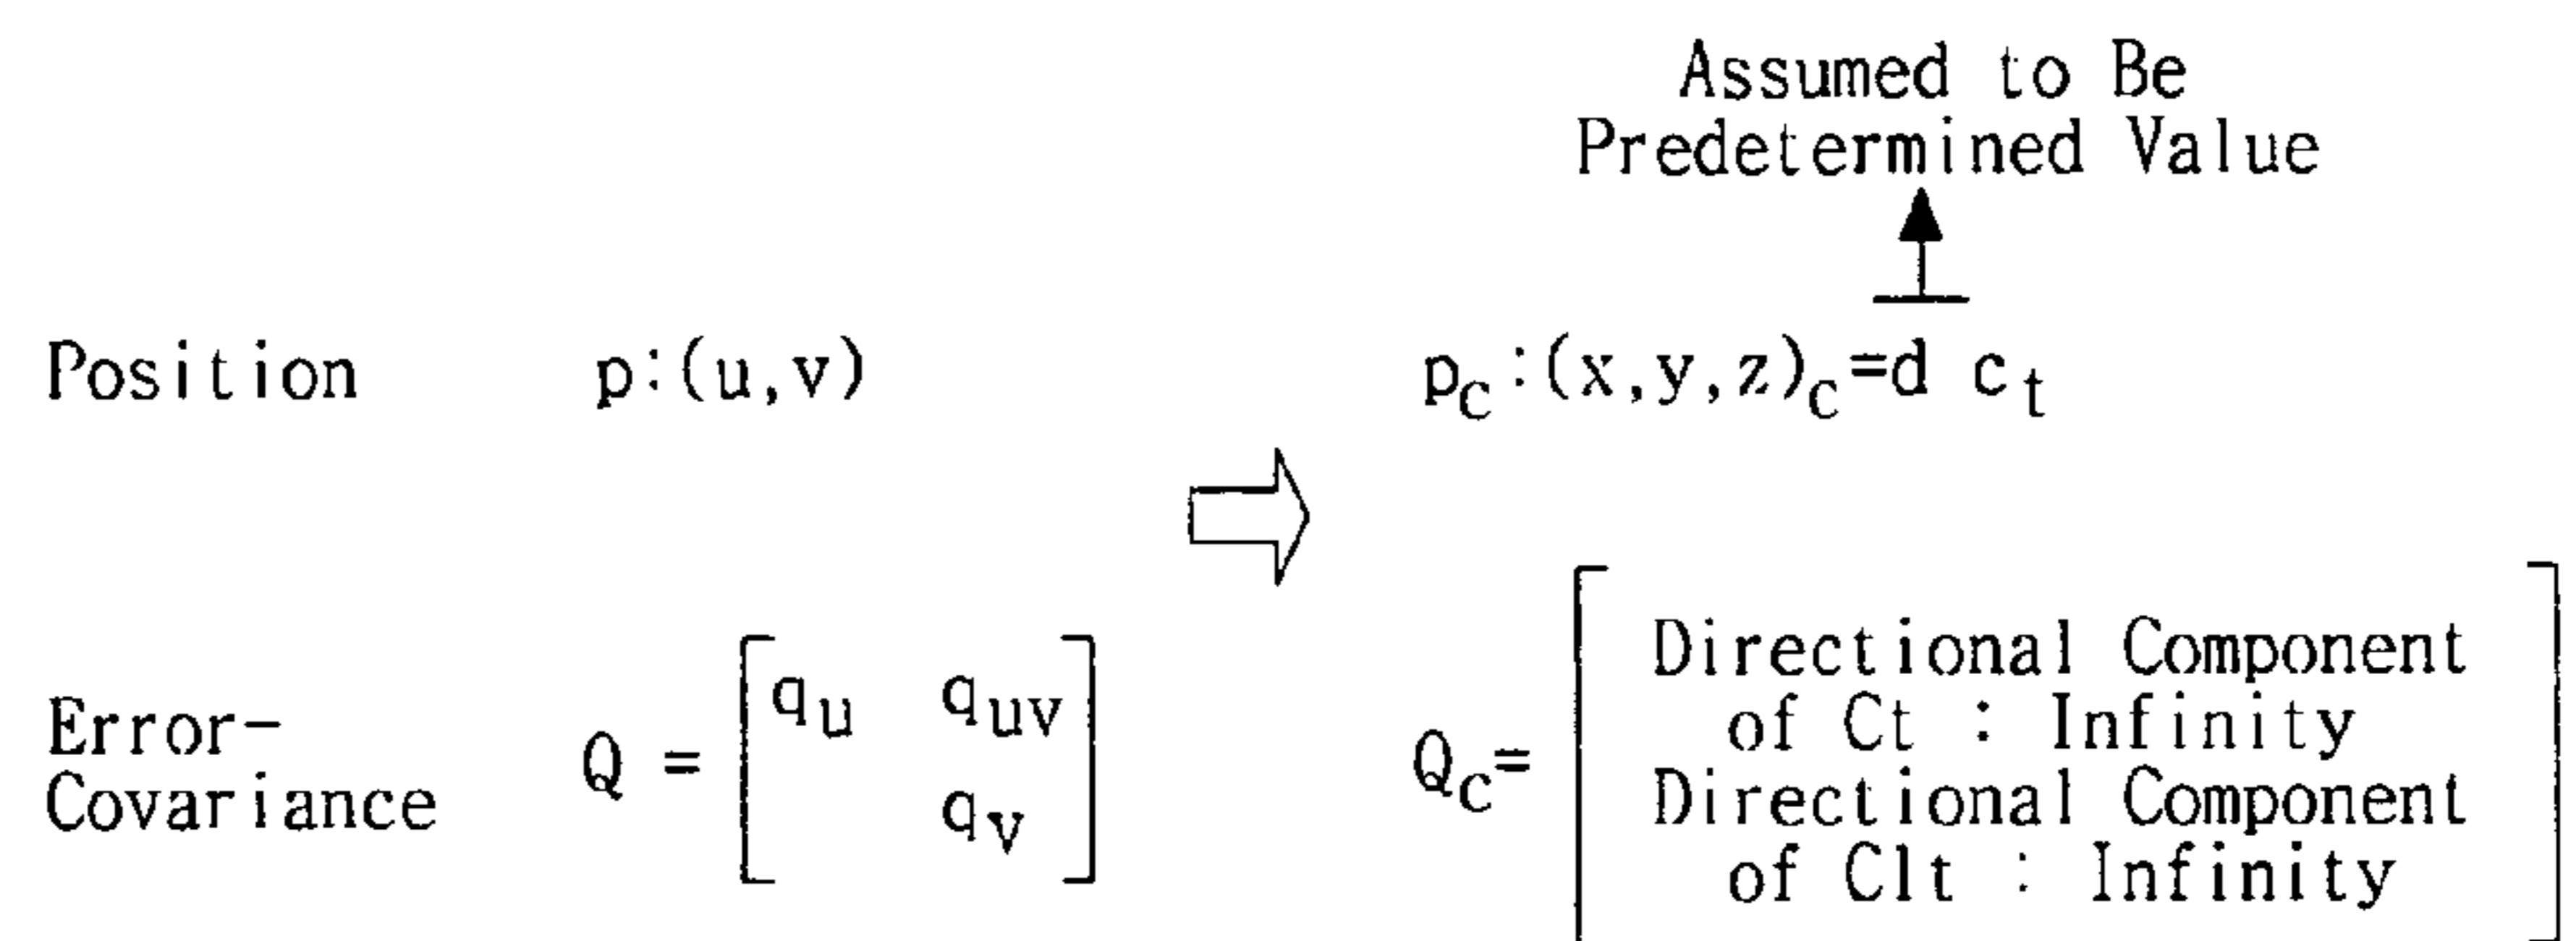 Assumed to Be
Predetermined Value
Position p:(u,v) p_C:(x,y,z)_C=d c_t
Error-
Covariance Q = [q_u q_uv
q_v]
Q_C=
Directional Component
of Ct : Infinity
Directional Component
of Clt : Infinity